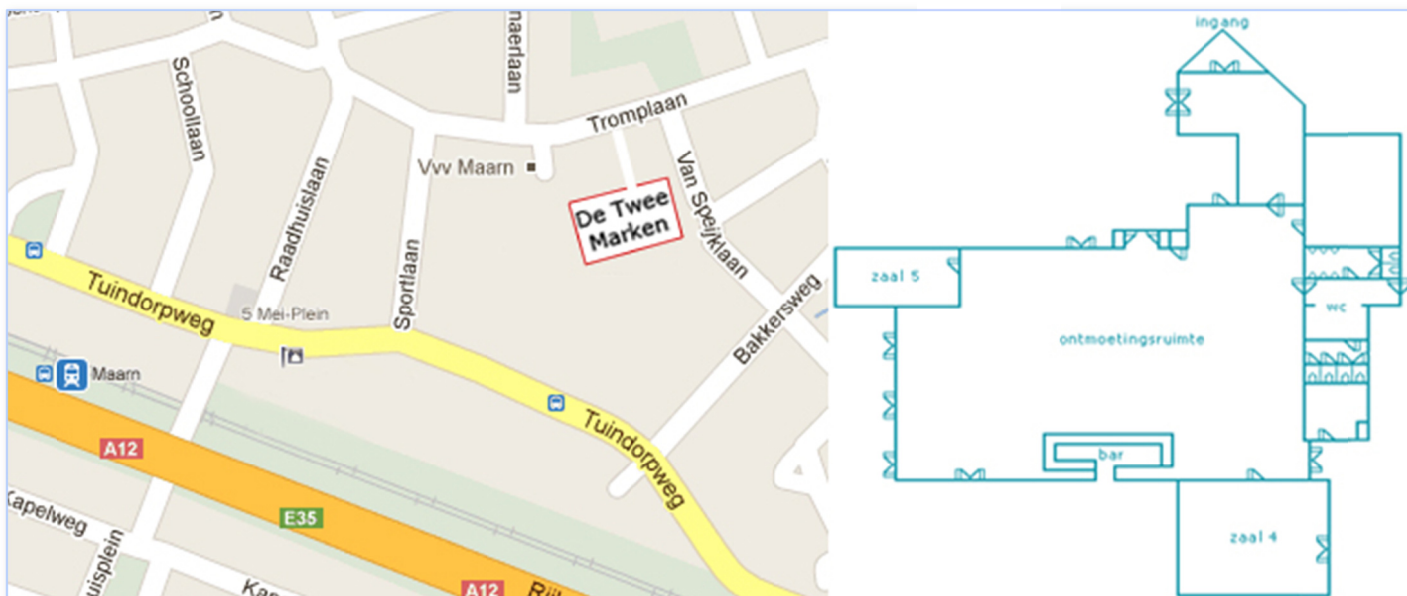 naerlaan
Schoollaan
Tromplaan
Vvv Maarn
Van Speijklaan
De Twee
Marken
Raadhuislaan
Sportlaan
Tuindorpweg
5 Mei-Plein
Bakkersweg
Maarn
Tuindorpweg
A12
Kapelweg
E35
uisplein
A12
ingang
zaal 5
wc
ontmoetingsruimte
bar
zaal 4